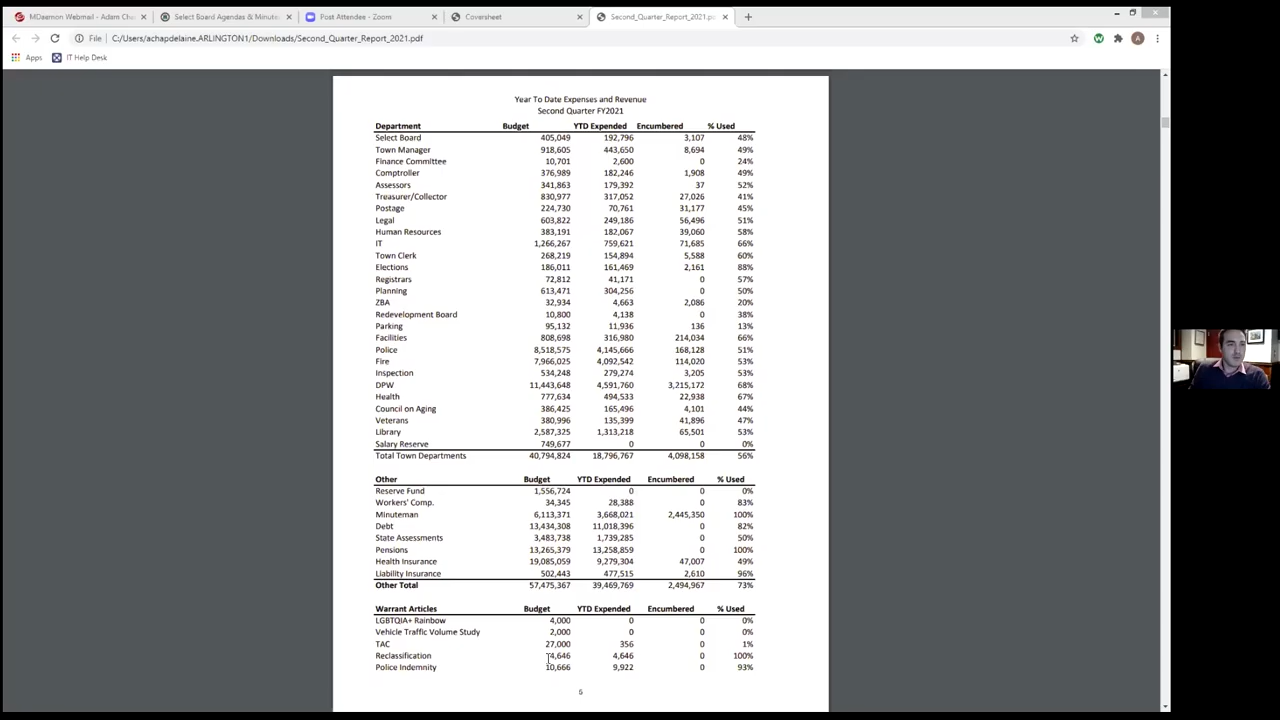 MDaemon Webmail - Adam Cha
Select Board Agendas & Minute
Post Attendee - Zoom
Coversheet
Second_Quarter_Report_2021.p
File C:/Users/achapdelaine.ARLINGTON1/Downloads/Second_Quarter_Report_2021.pdf
Apps IT Help Desk
Year To Date Expenses and Revenue
Second Quarter FY2021
Department Budget YTD Expended Encumbered % Used
Select Board 405,049 192,796 3,107 48%
Town Manager 918,605 443,650 8,694 49%
Finance Committee 10,701 2,600 0 24%
Comptroller 376,989 182,246 1,908 49%
Assessors 341,863 179,392 37 52%
Treasurer/Collector 830,977 317,052 27,026 41%
Postage 224,730 70,761 31,177 45%
Legal 603,822 249,186 56,496 51%
Human Resources 383,191 182,067 39,060 58%
IT 1,266,267 759,621 71,685 66%
Town Clerk 268,219 154,894 5,588 60%
Elections 186,011 161,469 2,161 88%
Registrars 72,812 41,171 0 57%
Planning 613,471 304,256 0 50%
ZBA 32,934 4,663 2,086 20%
Redevelopment Board 10,800 4,138 0 38%
Parking 95,132 11,936 136 13%
Facilities 808,698 316,980 214,034 66%
Police 8,518,575 4,145,666 168,128 51%
Fire 7,966,025 4,092,542 114,020 53%
Inspection 534,248 279,274 3,205 53%
DPW 11,443,648 4,591,760 3,215,172 68%
Health 777,634 494,533 22,938 67%
Council on Aging 386,425 165,496 4,101 44%
Veterans 380,996 135,399 41,896 47%
Library 2,587,325 1,313,218 65,501 53%
Salary Reserve 749,677 0 0 0%
Total Town Departments 40,794,824 18,796,767 4,098,158 56%
Other Budget YTD Expended Encumbered % Used
Reserve Fund 1,556,724 0 0 0%
Workers' Comp. 34,345 28,388 0 83%
Minuteman 6,113,371 3,668,021 2,445,350 100%
Debt 13,434,308 11,018,396 0 82%
State Assessments 3,483,738 1,739,285 0 50%
Pensions 13,265,379 13,258,859 0 100%
Health Insurance 19,085,059 9,279,304 47,007 49%
Liability Insurance 502,443 477,515 2,610 96%
Other Total 57,475,367 39,469,769 2,494,967 73%
Warrant Articles Budget YTD Expended Encumbered % Used
LGBTQIA+ Rainbow 4,000 0 0 0%
Vehicle Traffic Volume Study 2,000 0 0 0%
TAC 27,000 356 0 1%
Reclassification 4,646 0 100%
Police Indemnity 10,666 9,922 0 93%